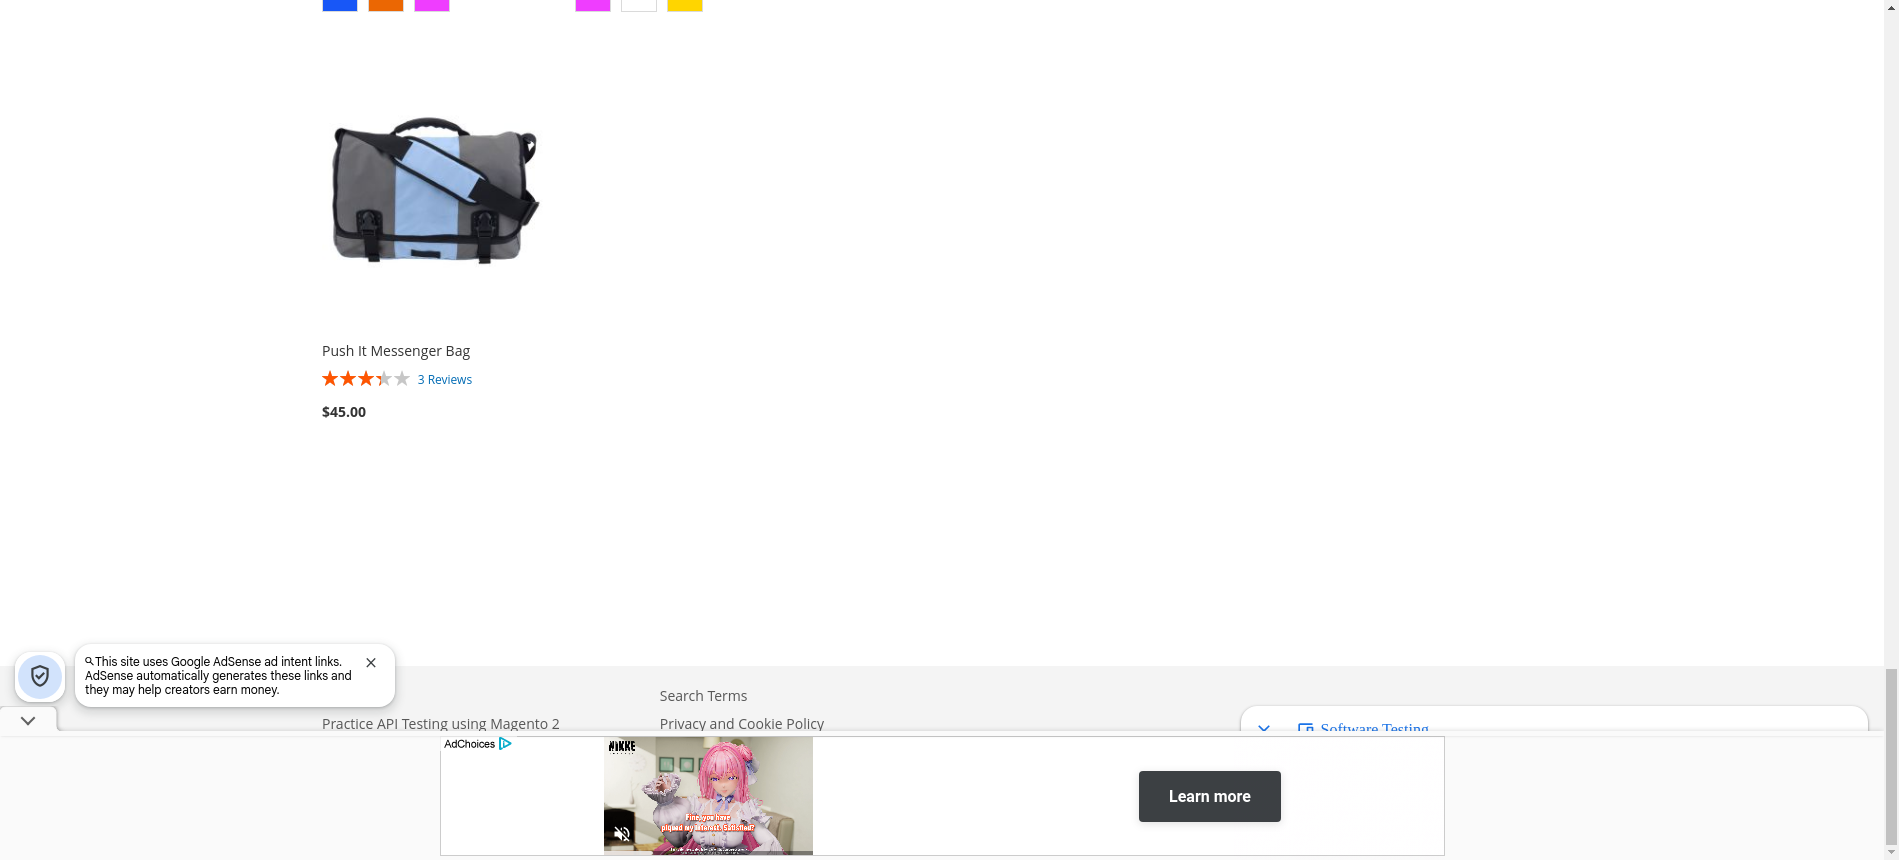 Push It Messenger Bag
3 Reviews
$45.00
This site uses Google AdSense ad intent links.
AdSense automatically generates these links and
they may help creators earn money.
Search Terms
Practice API Testing using Magento 2
Privacy and Cookie Policy
Software Testing
AdChoices
NIKKE
Fine, you have
piqued my interest. Satisfied?
Learn more